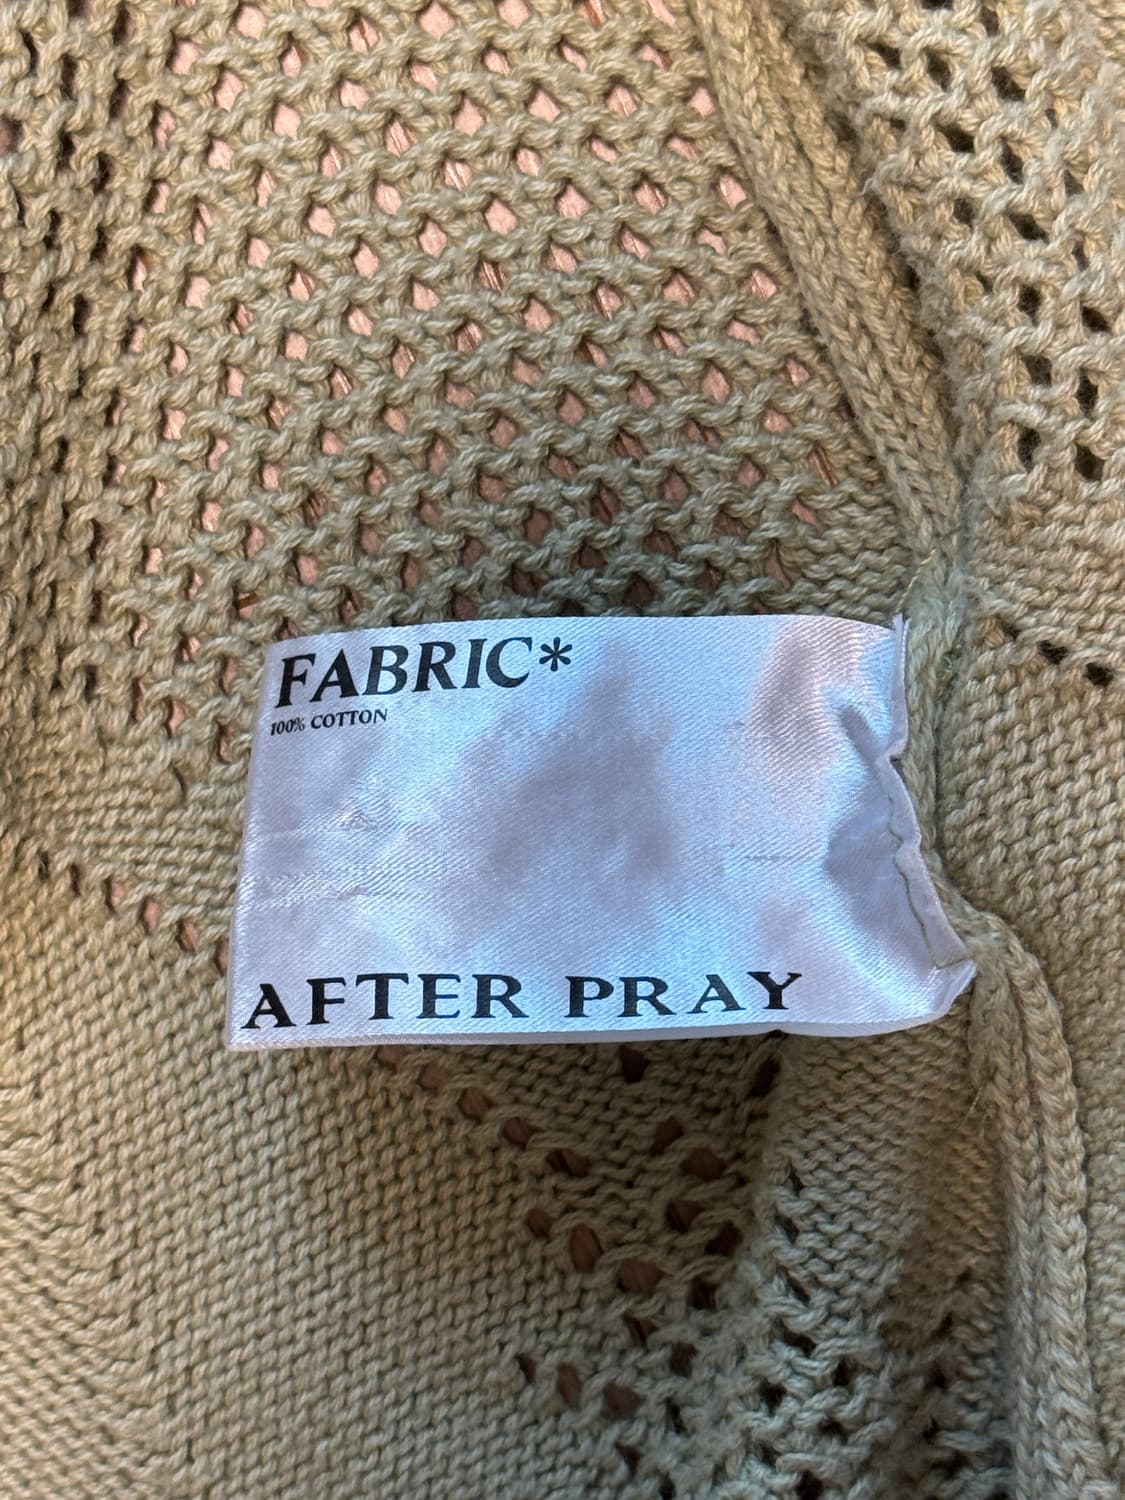 FABRIC*
100% COTTON
AFTER PRAY